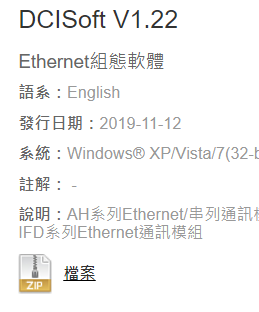 DCISoft V1.22
Ethernet組態軟體
語系：English
發行日期：2019-11-12
系統：Windows® XP/Vista/7(32-b
註解： -
說明：AH系列Ethernet/串列通訊模
IFD系列Ethernet通訊模組
ZIP
檔案